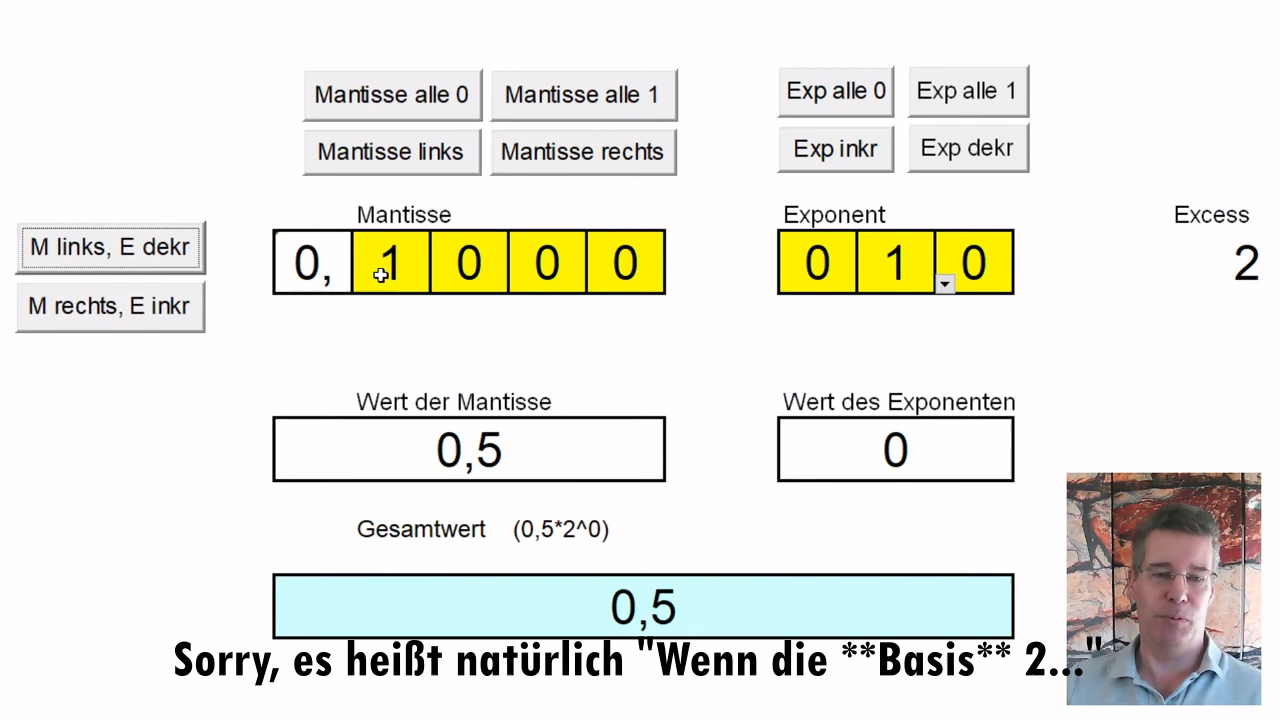 Mantisse alle 0 Mantisse alle 1 Exp alle 0 Exp alle 1
Mantisse links Mantisse rechts Exp inkr Exp dekr
Mantisse Exponent Excess
M links, E dekr 0, 1 0 0 0 0 1 0 2
M rechts, E inkr
Wert der Mantisse Wert des Exponenten
0,5 0
Gesamtwert (0,5*2^0)
0,5
Sorry, es heißt natürlich "Wenn die **Basis** 2..."